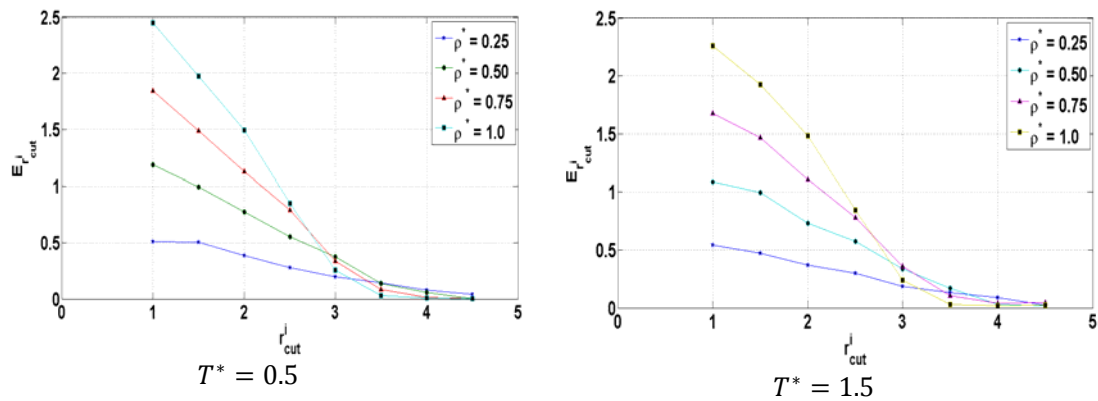 2.5
2
1.5
1
0.5
0
0 1 2 3 4 5
E_{r^i_{cut}}
r^i_{cut}
ρ* = 0.25
ρ* = 0.50
ρ* = 0.75
ρ* = 1.0
T* = 0.5
2.5
2
1.5
1
0.5
0
0 1 2 3 4 5
E_{r^i_{cut}}
r^i_{cut}
ρ* = 0.25
ρ* = 0.50
ρ* = 0.75
ρ* = 1.0
T* = 1.5